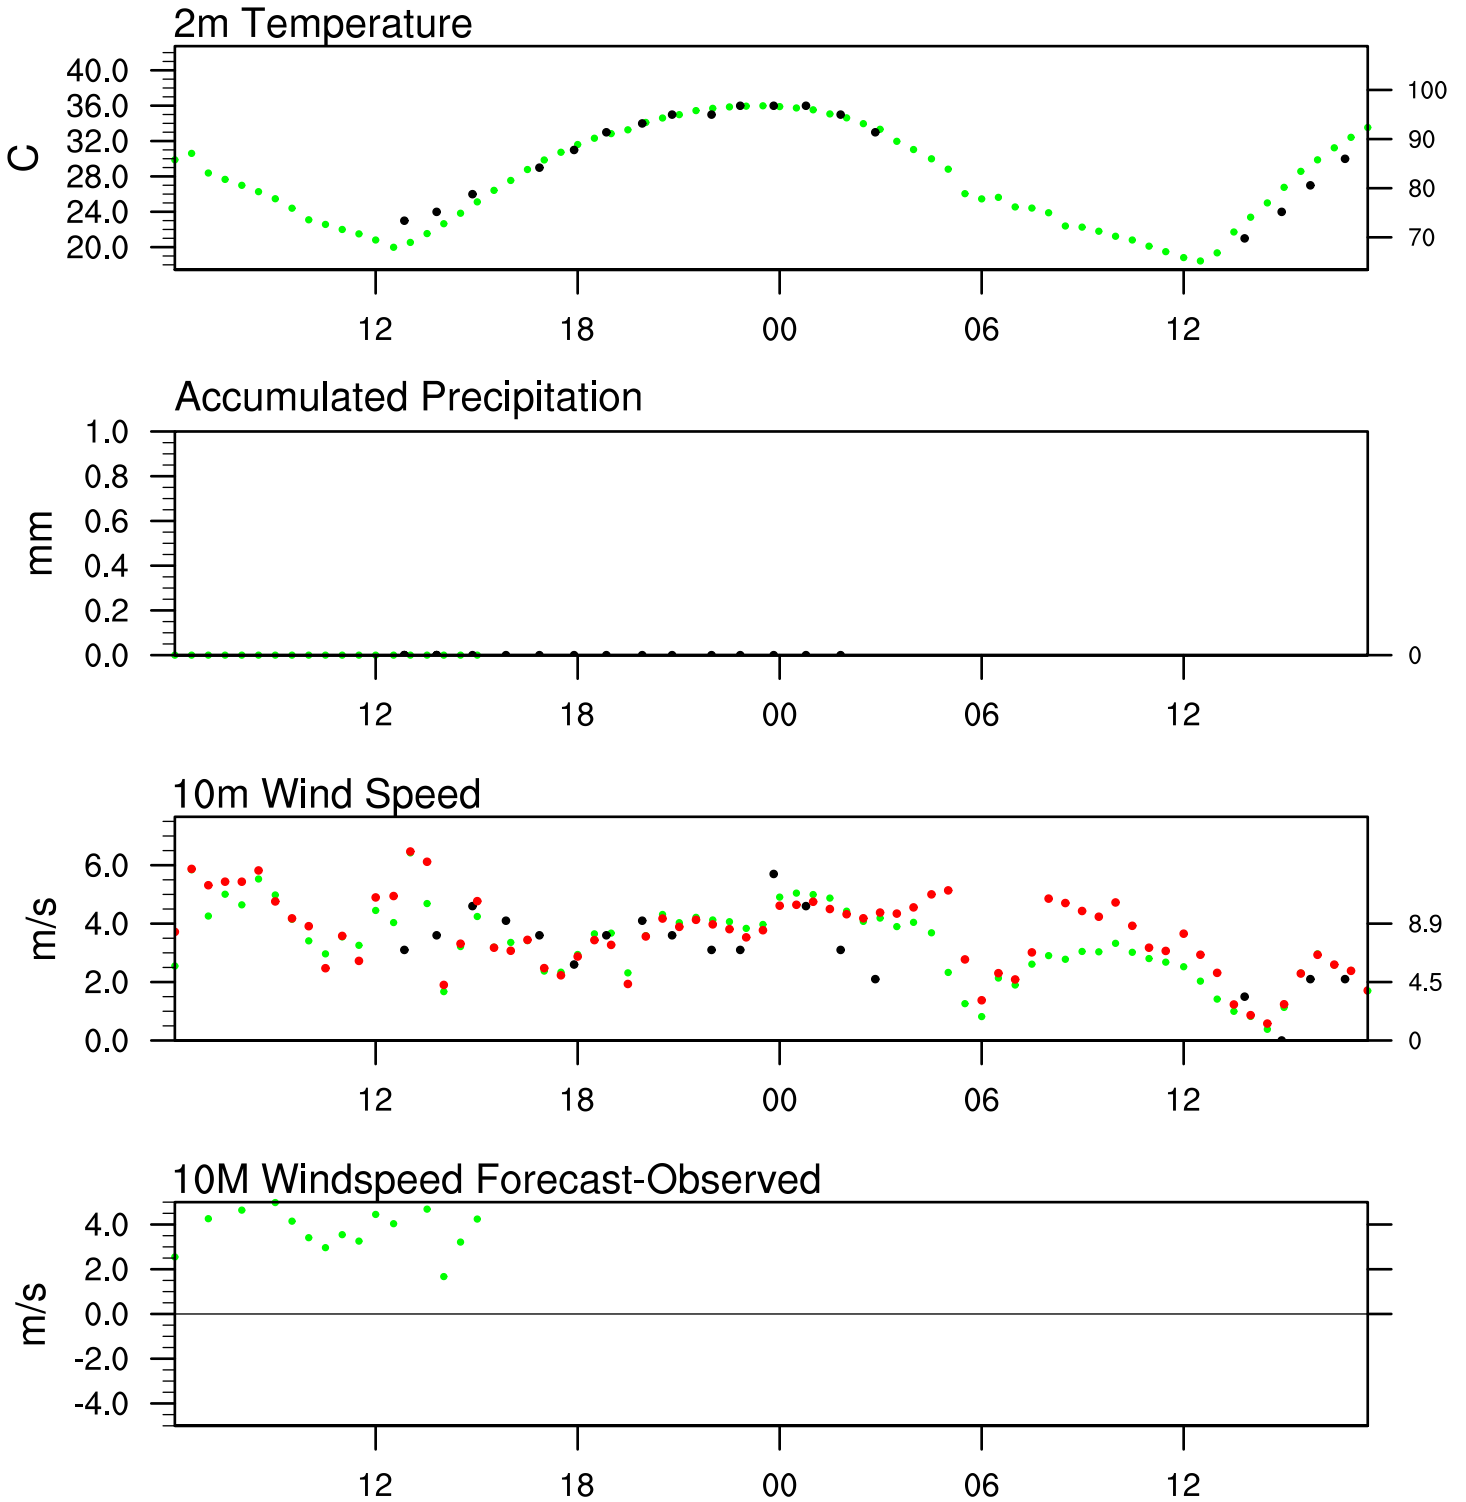 2m Temperature
C
40.0
36.0
32.0
28.0
24.0
20.0
100
90
80
70
12 18 00 06 12
Accumulated Precipitation
mm
1.0
0.8
0.6
0.4
0.2
0.0
0
12 18 00 06 12
10m Wind Speed
m/s
6.0
4.0
2.0
0.0
8.9
4.5
0
12 18 00 06 12
10M Windspeed Forecast-Observed
m/s
4.0
2.0
0.0
-2.0
-4.0
12 18 00 06 12